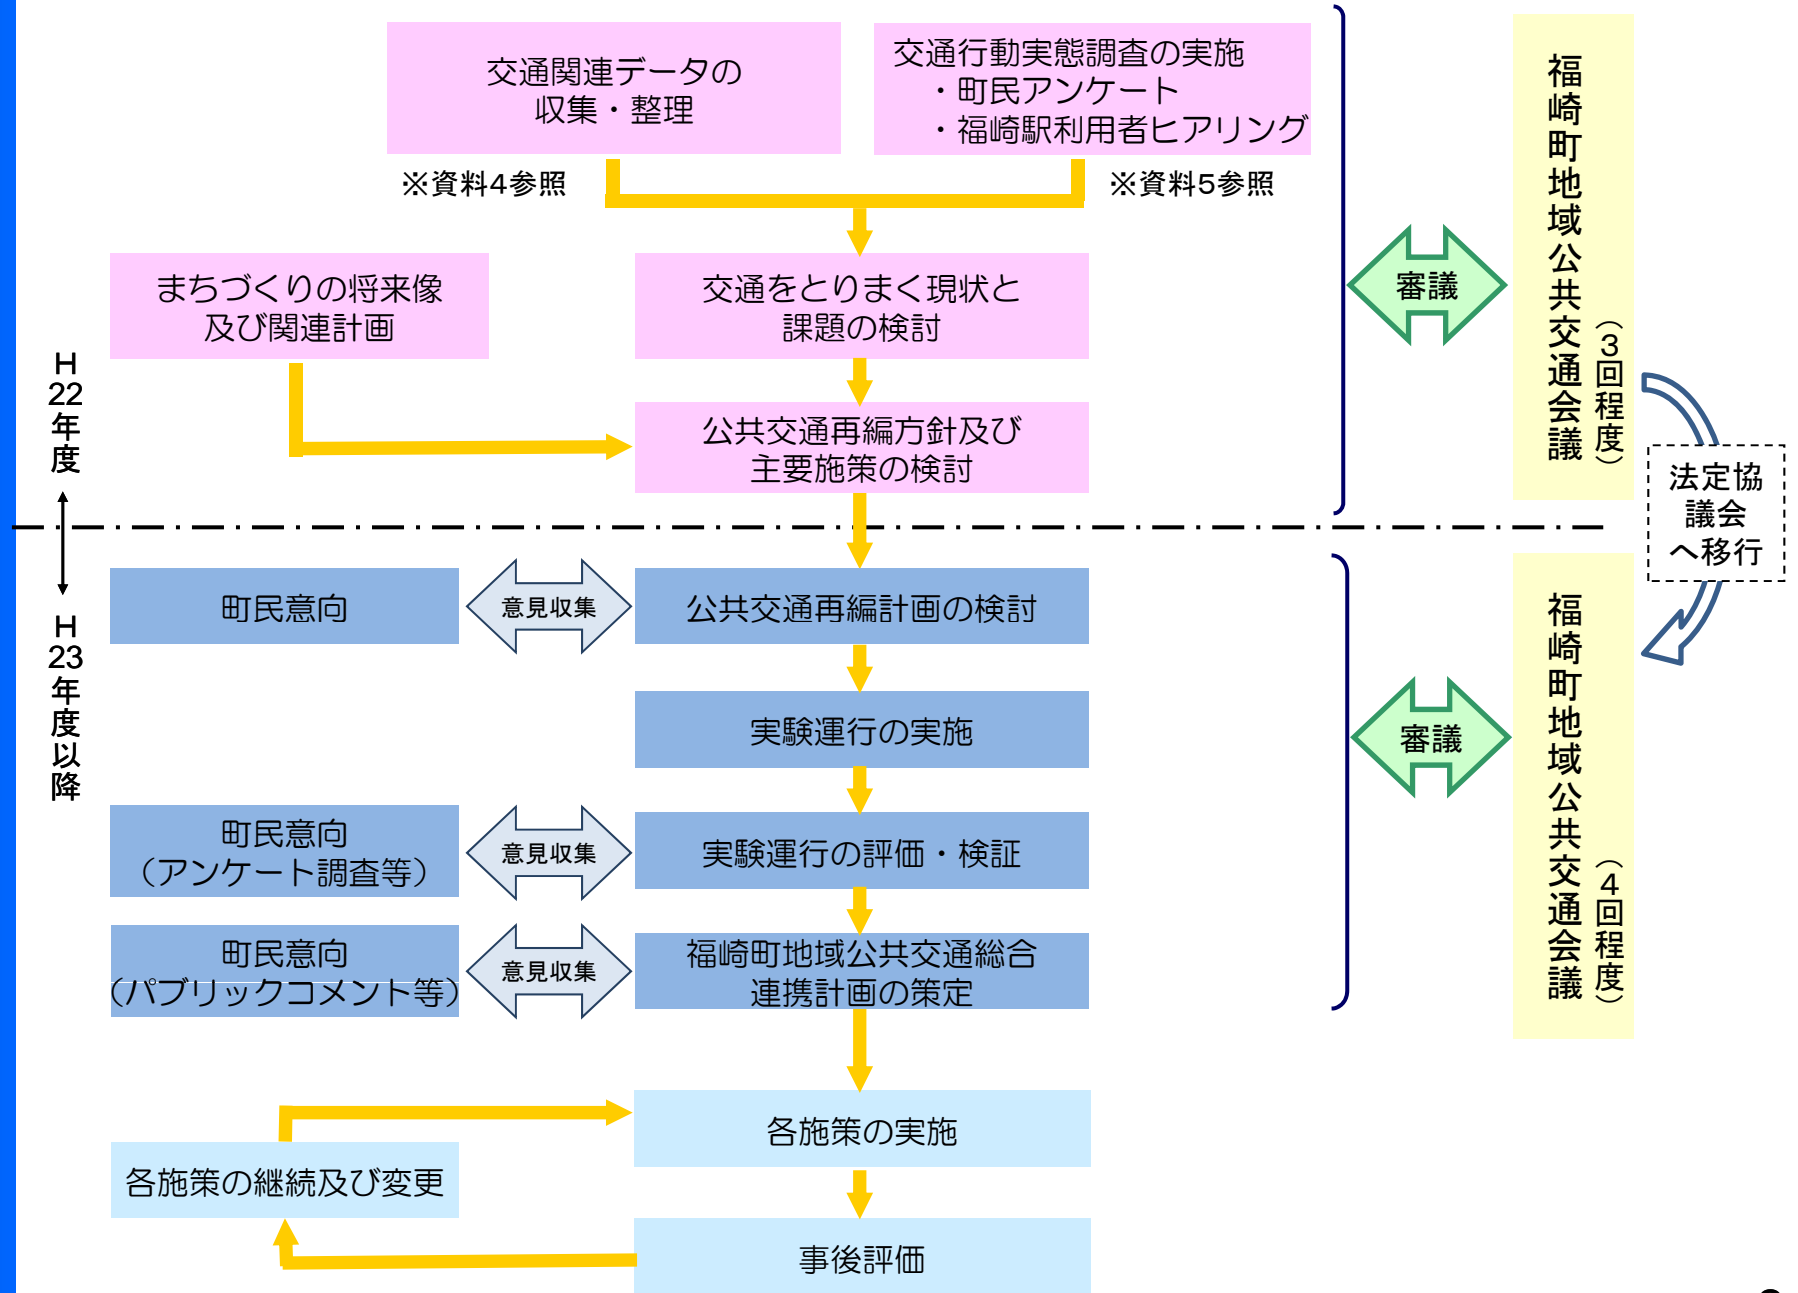 交通関連データの
収集・整理
交通行動実態調査の実施
・町民アンケート
・福崎駅利用者ヒアリング
※資料4参照
※資料5参照
まちづくりの将来像
及び関連計画
交通をとりまく現状と
課題の検討
公共交通再編方針及び
主要施策の検討
審議
福崎町地域公共交通会議
（3回程度）
法定協
議会
へ移行
H22年度
H23年度以降
町民意向
意見収集
公共交通再編計画の検討
実験運行の実施
町民意向
（アンケート調査等）
意見収集
実験運行の評価・検証
町民意向
（パブリックコメント等）
意見収集
福崎町地域公共交通総合
連携計画の策定
審議
福崎町地域公共交通会議
（4回程度）
各施策の実施
各施策の継続及び変更
事後評価